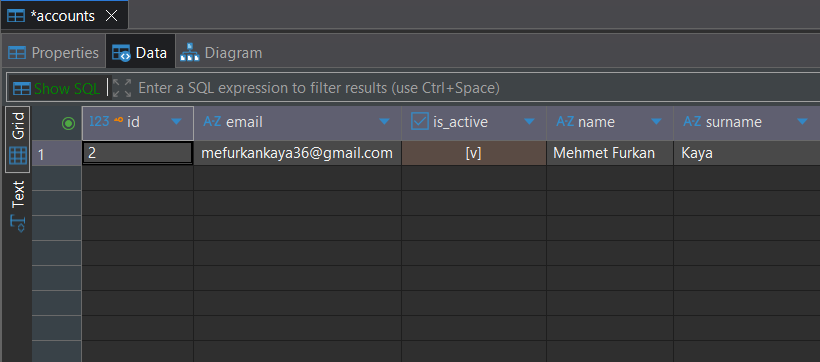 *accounts
Properties Data Diagram
Show SQL Enter a SQL expression to filter results (use Ctrl+Space)
Grid
Text
123 id A-Z email is_active A-Z name A-Z surname
1 2 mefurkankaya36@gmail.com [v] Mehmet Furkan Kaya